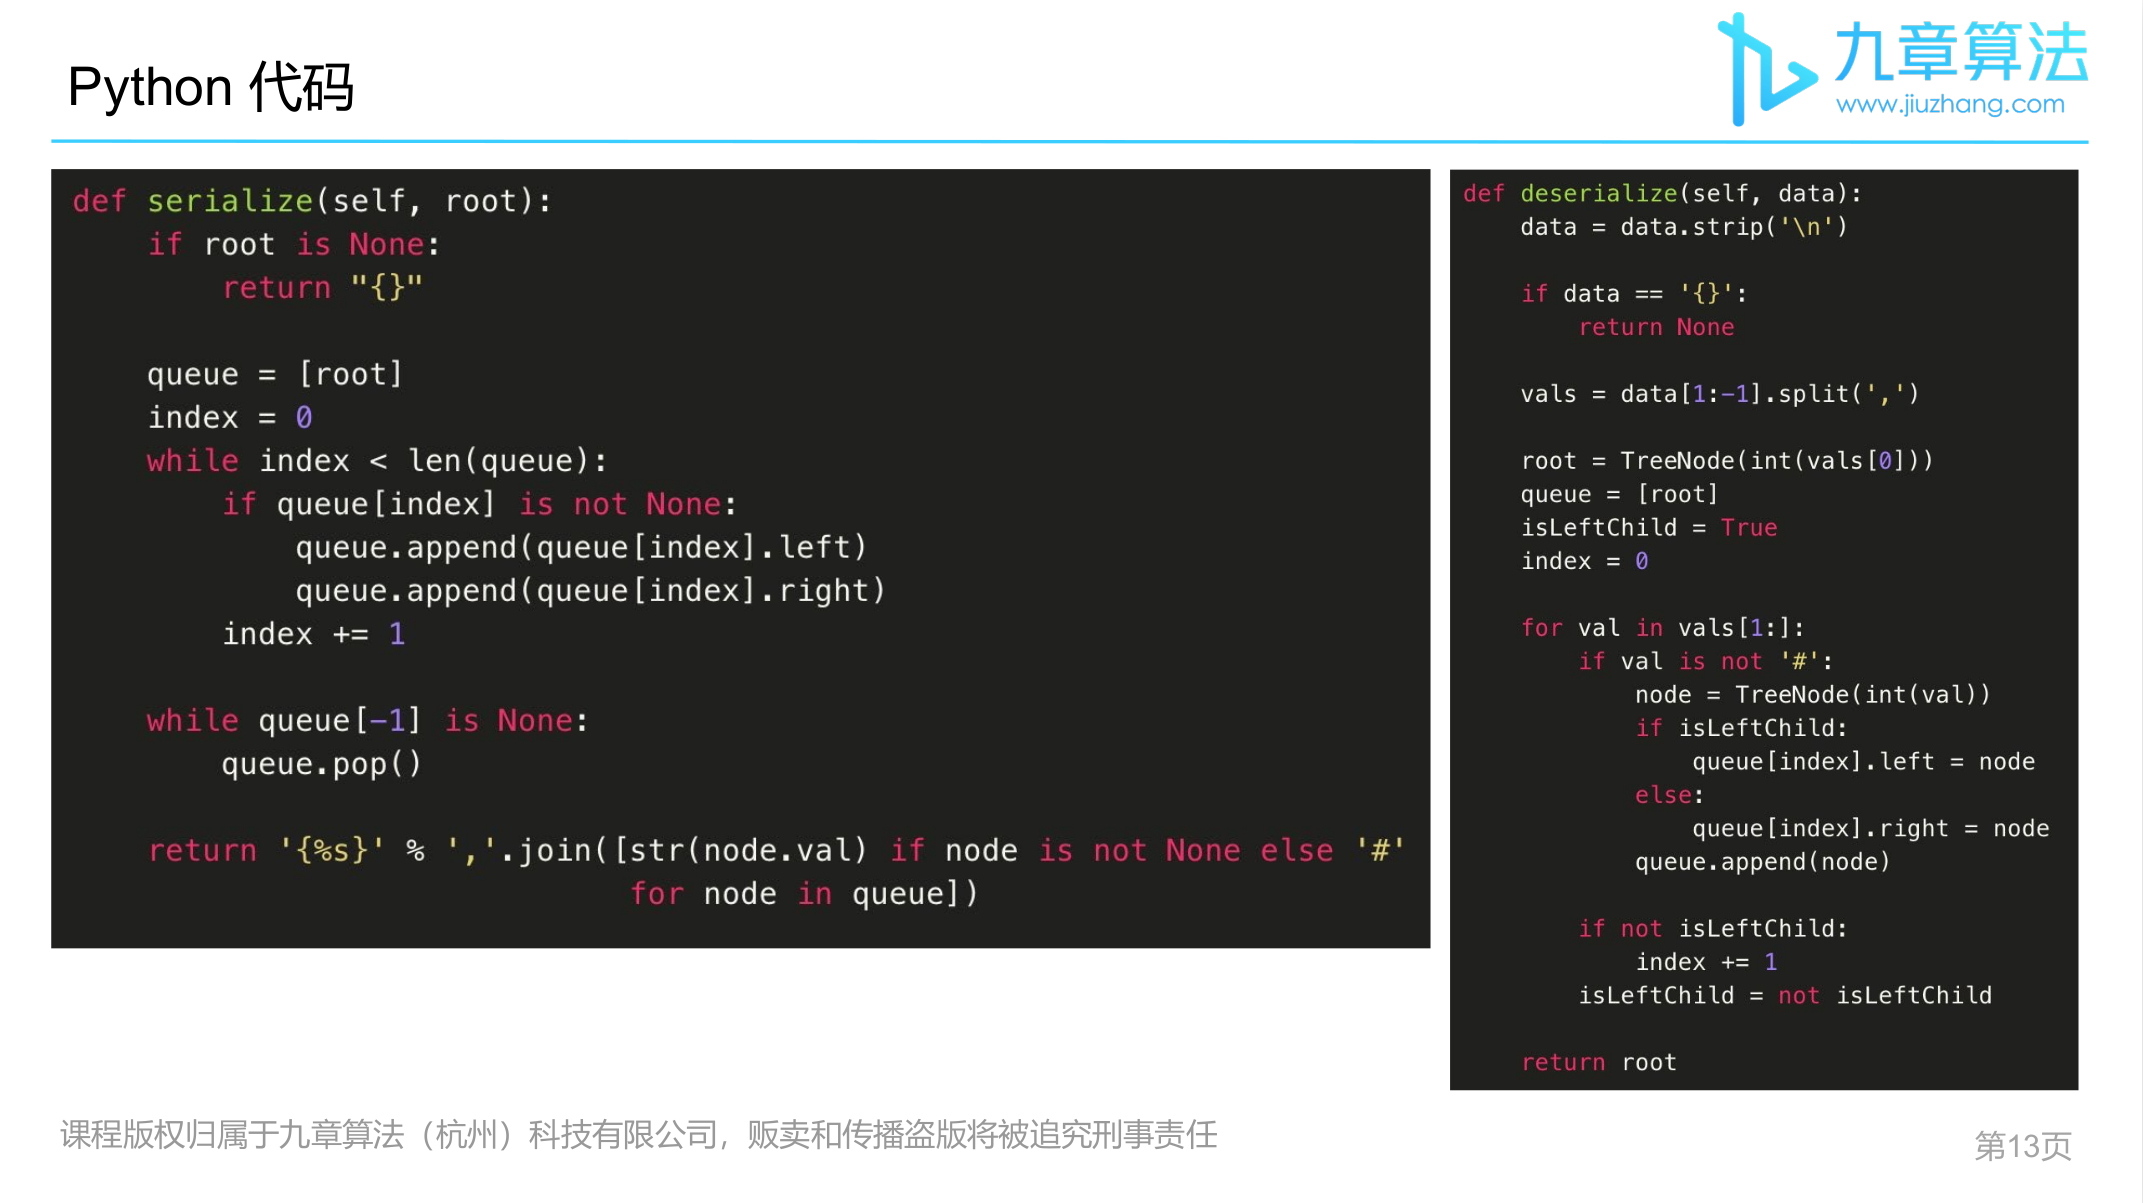 Python 代码
九章算法
www.jiuzhang.com
def serialize(self, root):
    if root is None:
        return "{}"

    queue = [root]
    index = 0
    while index < len(queue):
        if queue[index] is not None:
            queue.append(queue[index].left)
            queue.append(queue[index].right)
        index += 1

    while queue[-1] is None:
        queue.pop()

    return '{%s}' % ','.join([str(node.val) if node is not None else '#'
                              for node in queue])
def deserialize(self, data):
    data = data.strip('\n')

    if data == '{}':
        return None

    vals = data[1:-1].split(',')

    root = TreeNode(int(vals[0]))
    queue = [root]
    isLeftChild = True
    index = 0

    for val in vals[1:]:
        if val is not '#':
            node = TreeNode(int(val))
            if isLeftChild:
                queue[index].left = node
            else:
                queue[index].right = node
            queue.append(node)

        if not isLeftChild:
            index += 1
        isLeftChild = not isLeftChild

    return root
课程版权归属于九章算法（杭州）科技有限公司，贩卖和传播盗版将被追究刑事责任
第13页